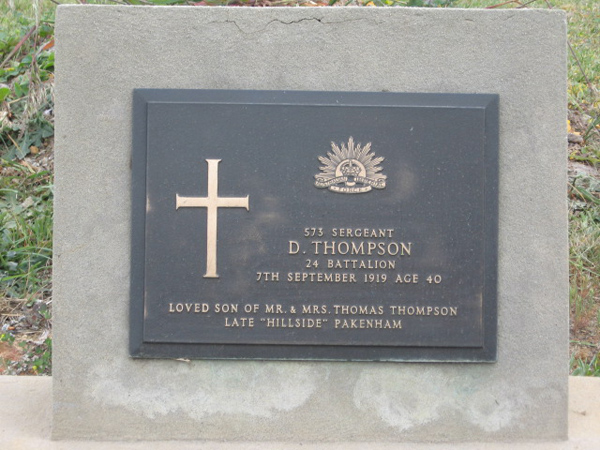 573 SERGEANT
D. THOMPSON
24 BATTALION
7TH SEPTEMBER 1919 AGE 40
LOVED SON OF MR. & MRS. THOMAS THOMPSON
LATE "HILLSIDE" PAKENHAM